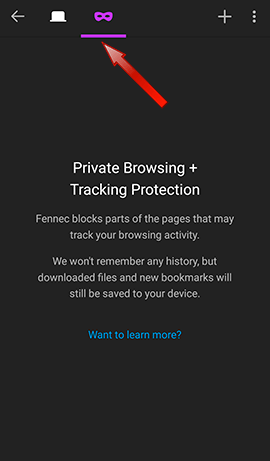 Private Browsing +
Tracking Protection
Fennec blocks parts of the pages that may
track your browsing activity.
We won't remember any history, but
downloaded files and new bookmarks will
still be saved to your device.
Want to learn more?